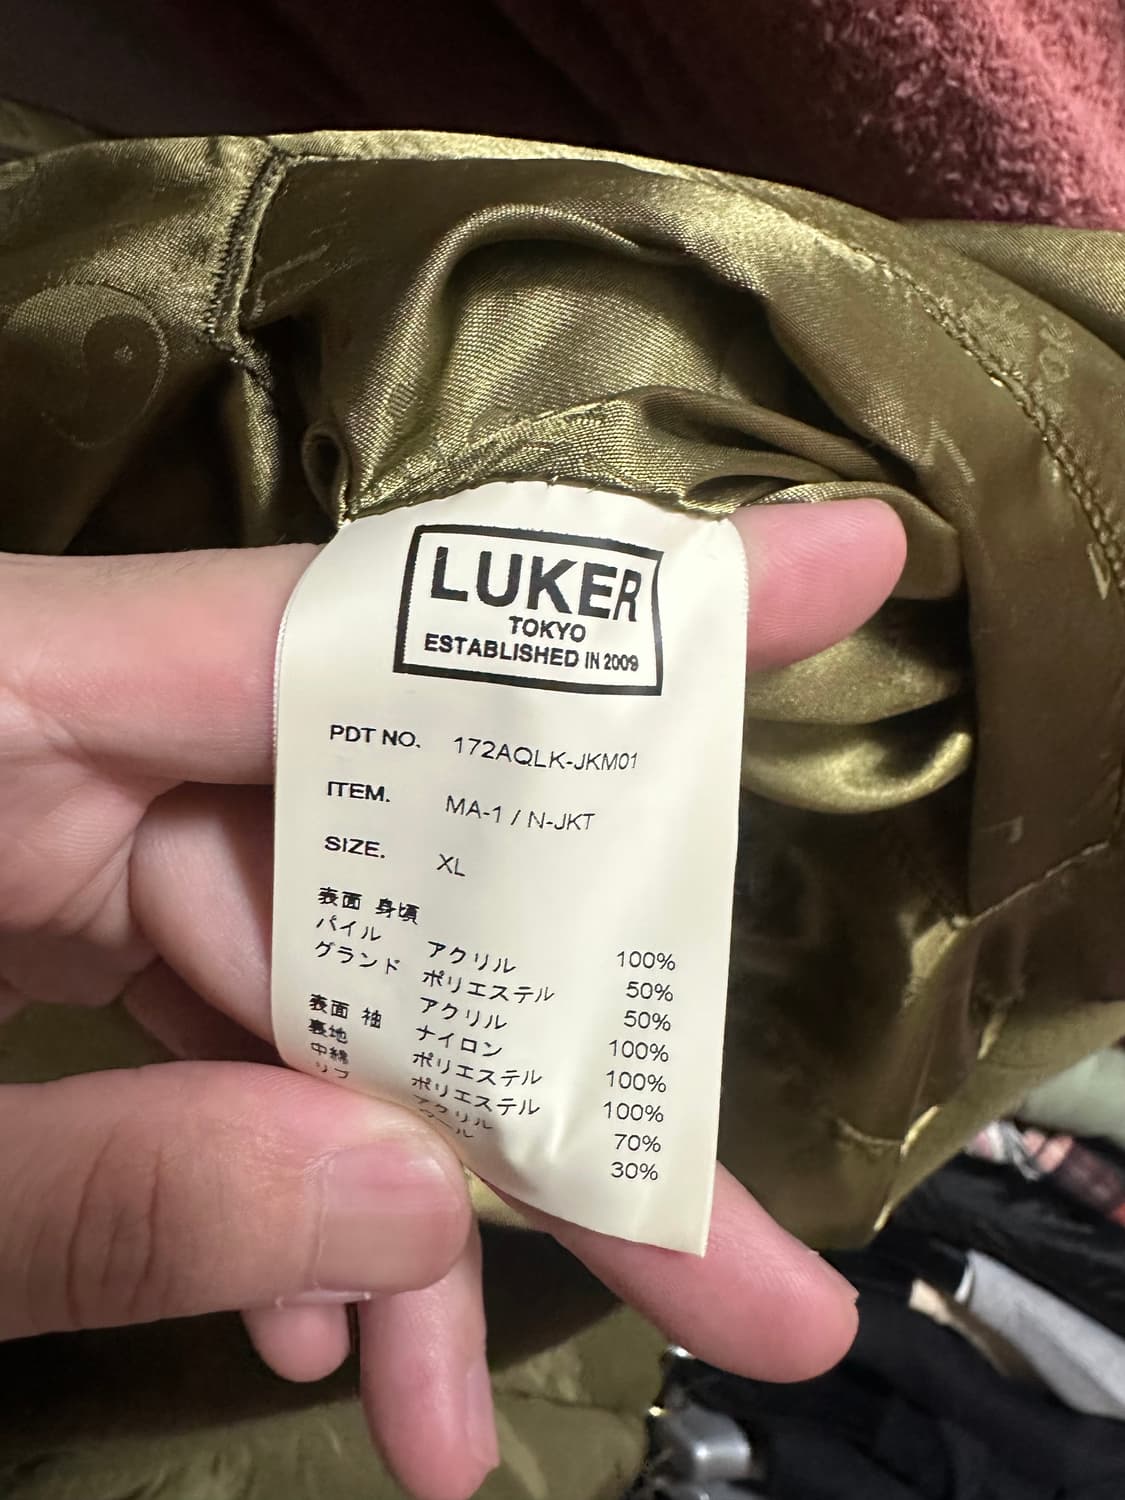 LUKER
TOKYO
ESTABLISHED IN 2009
PDT NO. 172AQLK-JKM01
ITEM. MA-1 / N-JKT
SIZE. XL
表面 身頃
パイル アクリル 100%
グランド ポリエステル 50%
アクリル 50%
表面 袖 ナイロン 100%
裏地 ポリエステル 100%
中綿 ポリエステル 100%
リブ アクリル 70%
ウール 30%